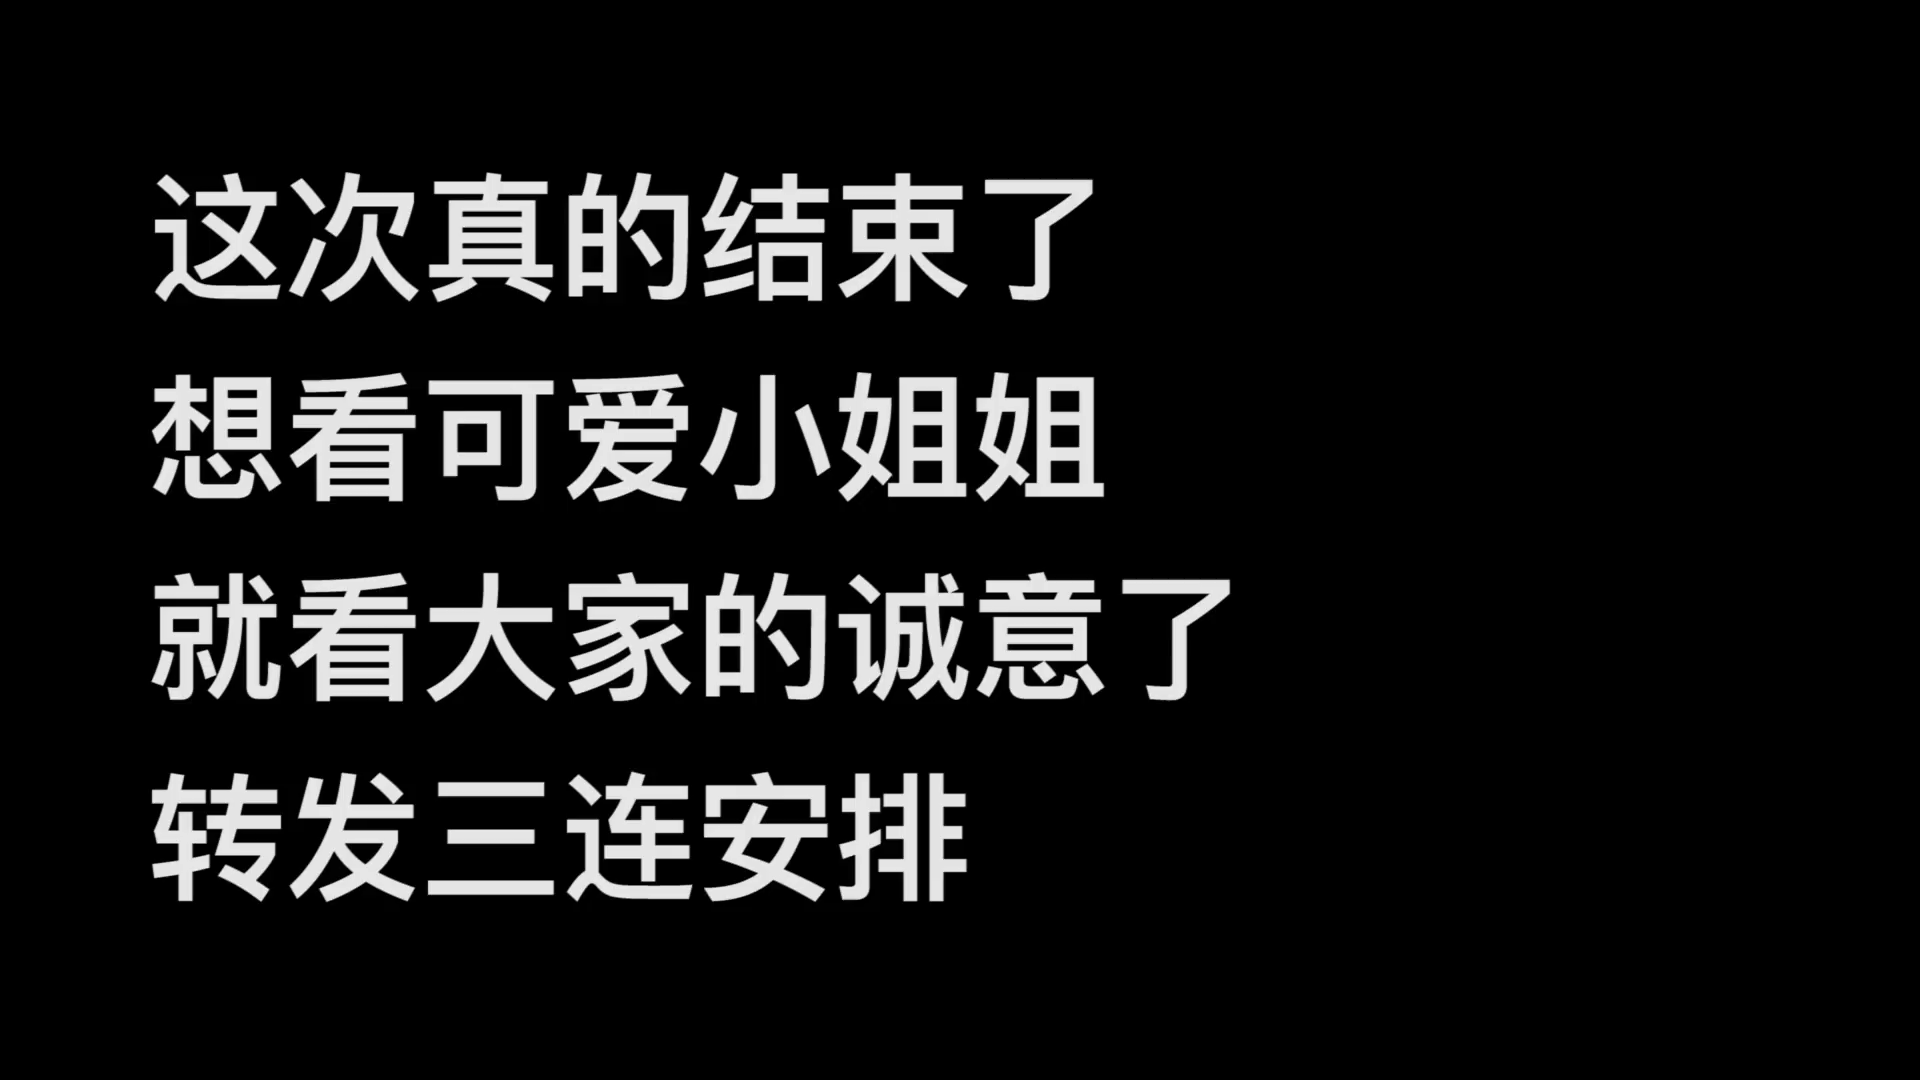 这次真的结束了
想看可爱小姐姐
就看大家的诚意了
转发三连安排